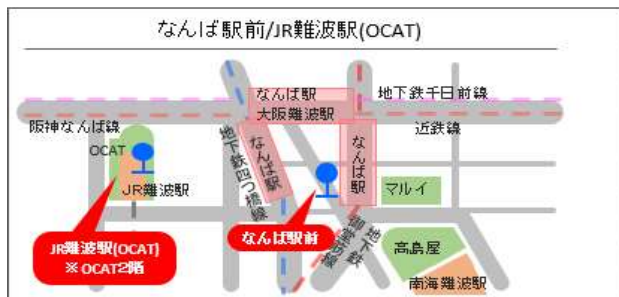 なんば駅前/JR難波駅(OCAT)
なんば駅
大阪難波駅
地下鉄千日前線
阪神なんば線
近鉄線
OCAT
なんば駅
地下鉄四つ橋線
なんば駅
JR難波駅
マルイ
なんば駅前
地下鉄
御堂筋線
JR難波駅(OCAT)
※OCAT2階
高島屋
南海難波駅